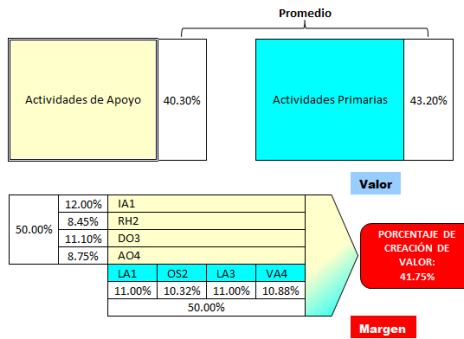 Promedio
Actividades de Apoyo 40.30% Actividades Primarias 43.20%
Valor
50.00%
12.00% IA1
8.45% RH2
11.10% DO3
8.75% AO4
LA1 OS2 LA3 VA4
11.00% 10.32% 11.00% 10.88%
50.00%
PORCENTAJE DE
CREACIÓN DE
VALOR:
41.75%
Margen